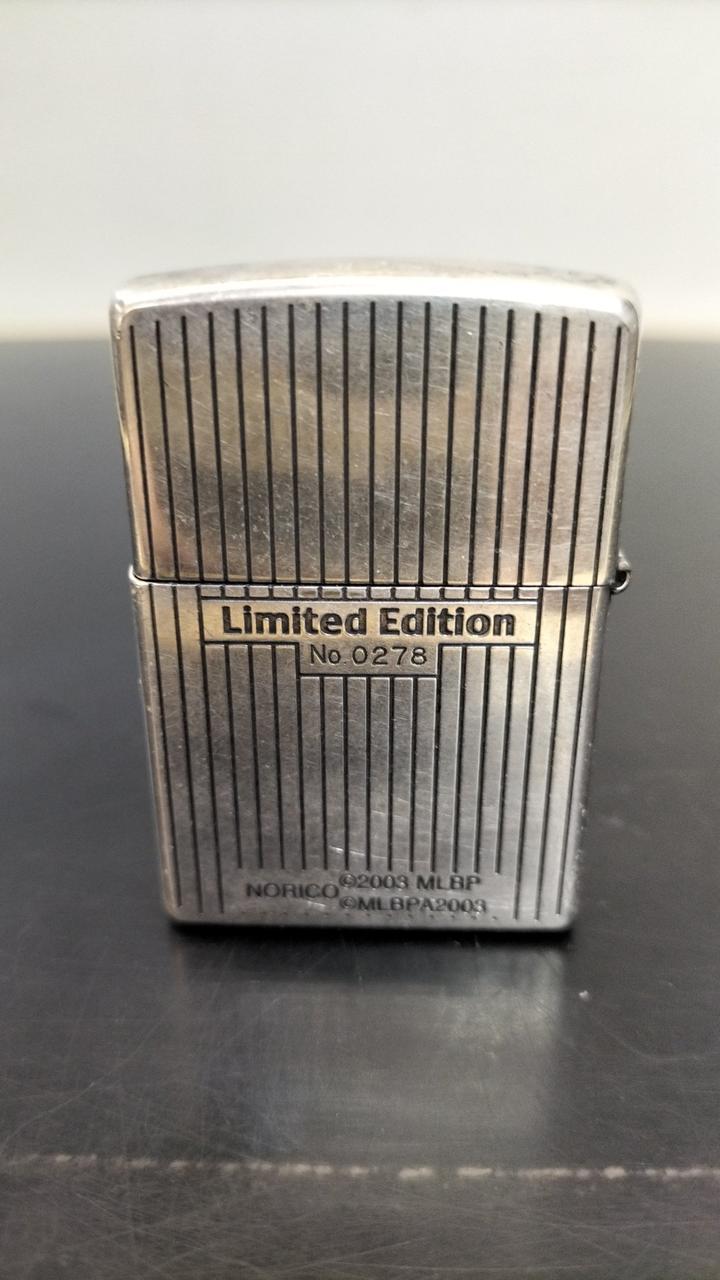 Limited Edition
No.0278
NORICO ©2003 MLBP
©MLBPA2003